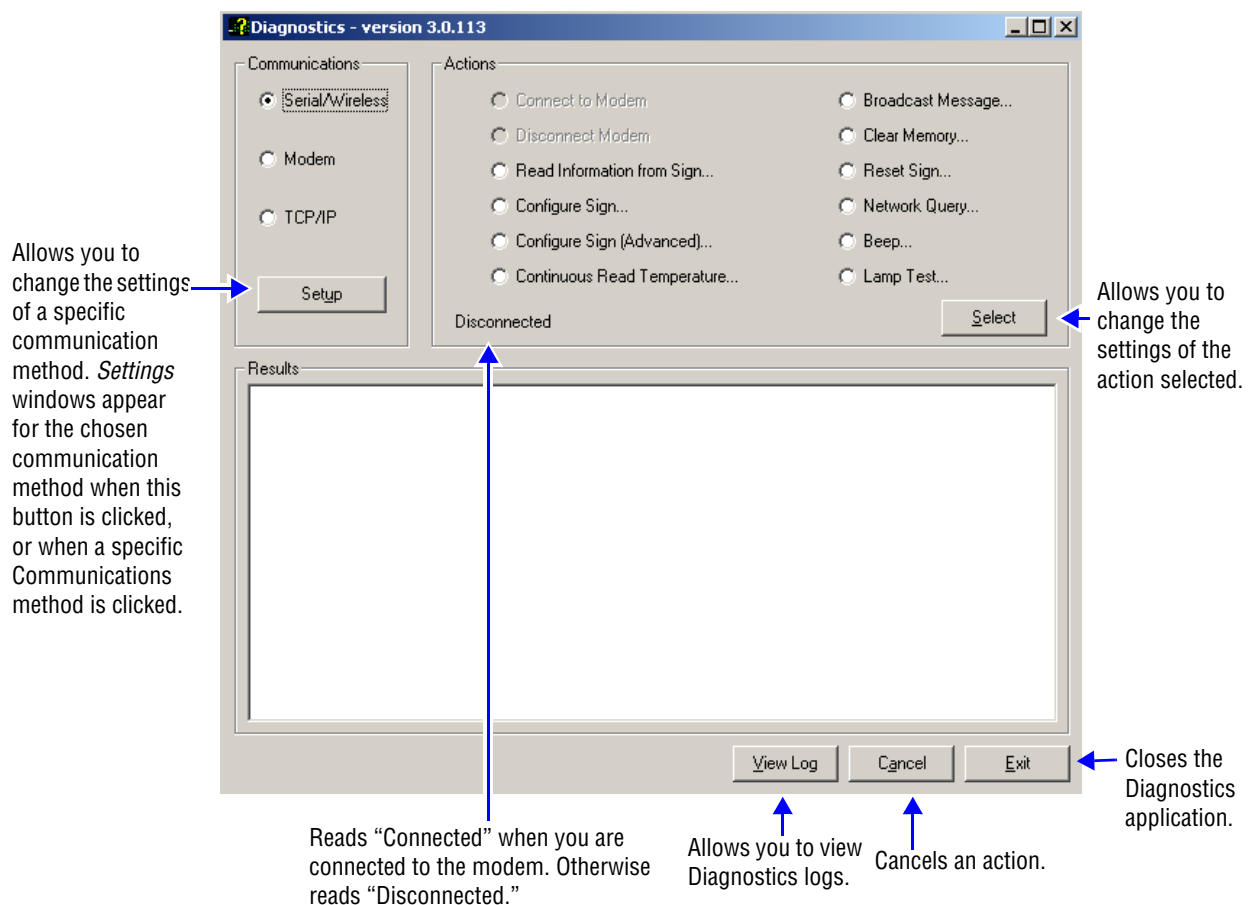 Diagnostics - version 3.0.113
Communications
Serial/Wireless
Modem
TCP/IP
Setup
Actions
Connect to Modem
Disconnect Modem
Read Information from Sign...
Configure Sign...
Configure Sign (Advanced)...
Continuous Read Temperature...
Broadcast Message...
Clear Memory...
Reset Sign...
Network Query...
Beep...
Lamp Test...
Disconnected
Select
Allows you to
change the settings
of a specific
communication
method. Settings
windows appear
for the chosen
communication
method when this
button is clicked,
or when a specific
Communications
method is clicked.
Allows you to
change the
settings of the
action selected.
Results
View Log
Cancel
Exit
Closes the
Diagnostics
application.
Reads “Connected” when you are
connected to the modem. Otherwise
reads “Disconnected.”
Allows you to view
Diagnostics logs.
Cancels an action.